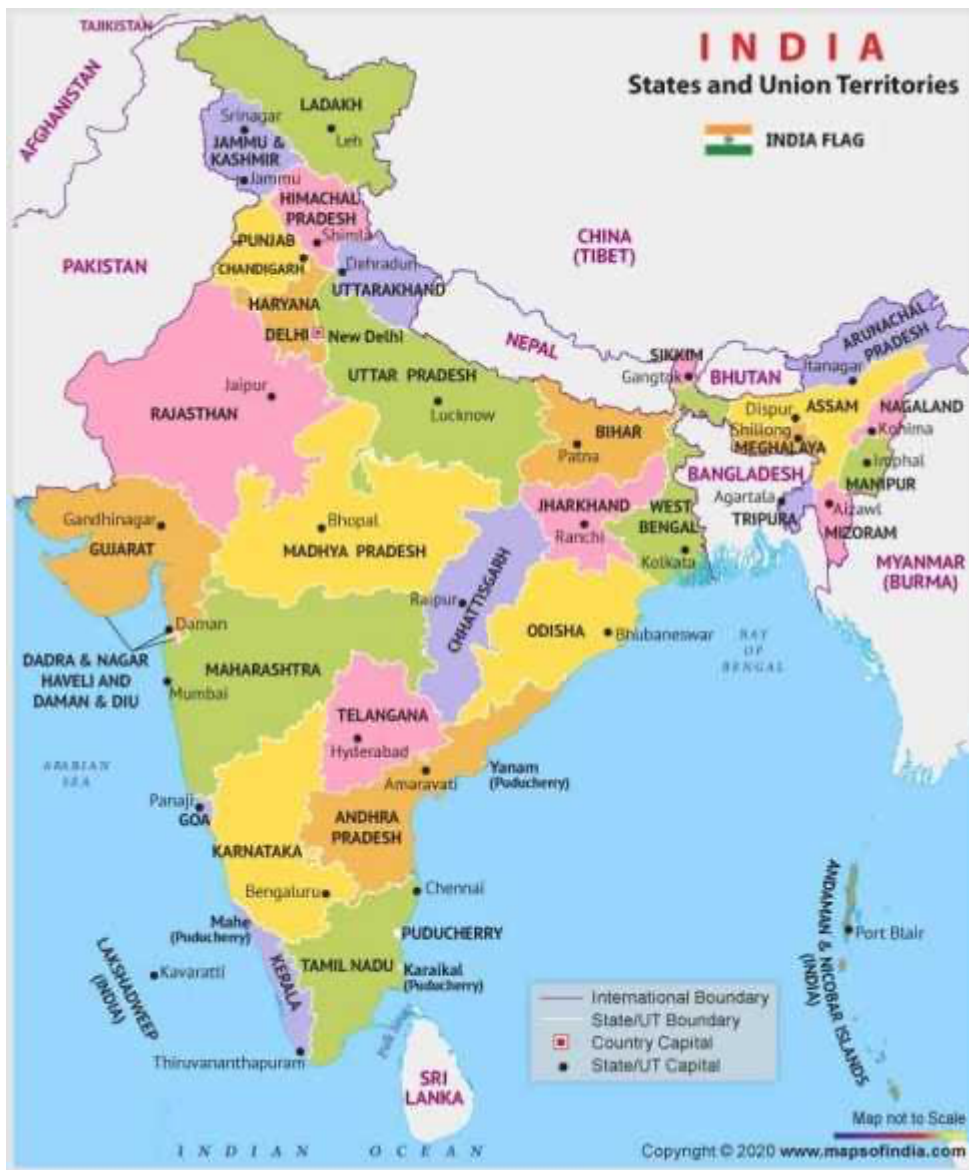 TAJIKISTAN
INDIA
States and Union Territories
INDIA FLAG
AFGHANISTAN
LADAKH
Srinagar
Leh
JAMMU &
KASHMIR
Jammu
HIMACHAL
PRADESH
Shimla
PUNJAB
CHANDIGARH
Dehradun
UTTARAKHAND
PAKISTAN
CHINA
(TIBET)
HARYANA
DELHI
New Delhi
NEPAL
SIKKIM
Gangtok
BHUTAN
ARUNACHAL
PRADESH
Itanagar
UTTAR PRADESH
Lucknow
Jaipur
RAJASTHAN
BIHAR
Patna
Dispur
ASSAM
NAGALAND
Shillong
MEGHALAYA
Kohima
Imphal
MANIPUR
BANGLADESH
Agartala
TRIPURA
Aizawl
MIZORAM
MYANMAR
(BURMA)
JHARKHAND
Ranchi
WEST
BENGAL
Kolkata
Gandhinagar
GUJARAT
Bhopal
MADHYA PRADESH
Raipur
CHHATTISGARH
ODISHA
Bhubaneswar
BAY
OF
BENGAL
Daman
DADRA & NAGAR
HAVELI AND
DAMAN & DIU
MAHARASHTRA
Mumbai
TELANGANA
Hyderabad
Amaravati
Yanam
(Puducherry)
ARABIAN
SEA
Panaji
GOA
ANDHRA
PRADESH
KARNATAKA
Bengaluru
Chennai
Mahe
(Puducherry)
PUDUCHERRY
LAKSHADWEEP
(INDIA)
Kavaratti
KERALA
TAMIL NADU
Karaikal
(Puducherry)
Thiruvananthapuram
Palk Strait
SRI
LANKA
ANDAMAN & NICOBAR ISLANDS
(INDIA)
Port Blair
International Boundary
State/UT Boundary
Country Capital
State/UT Capital
Map not to Scale
INDIAN OCEAN
Copyright © 2020 www.mapsofindia.com